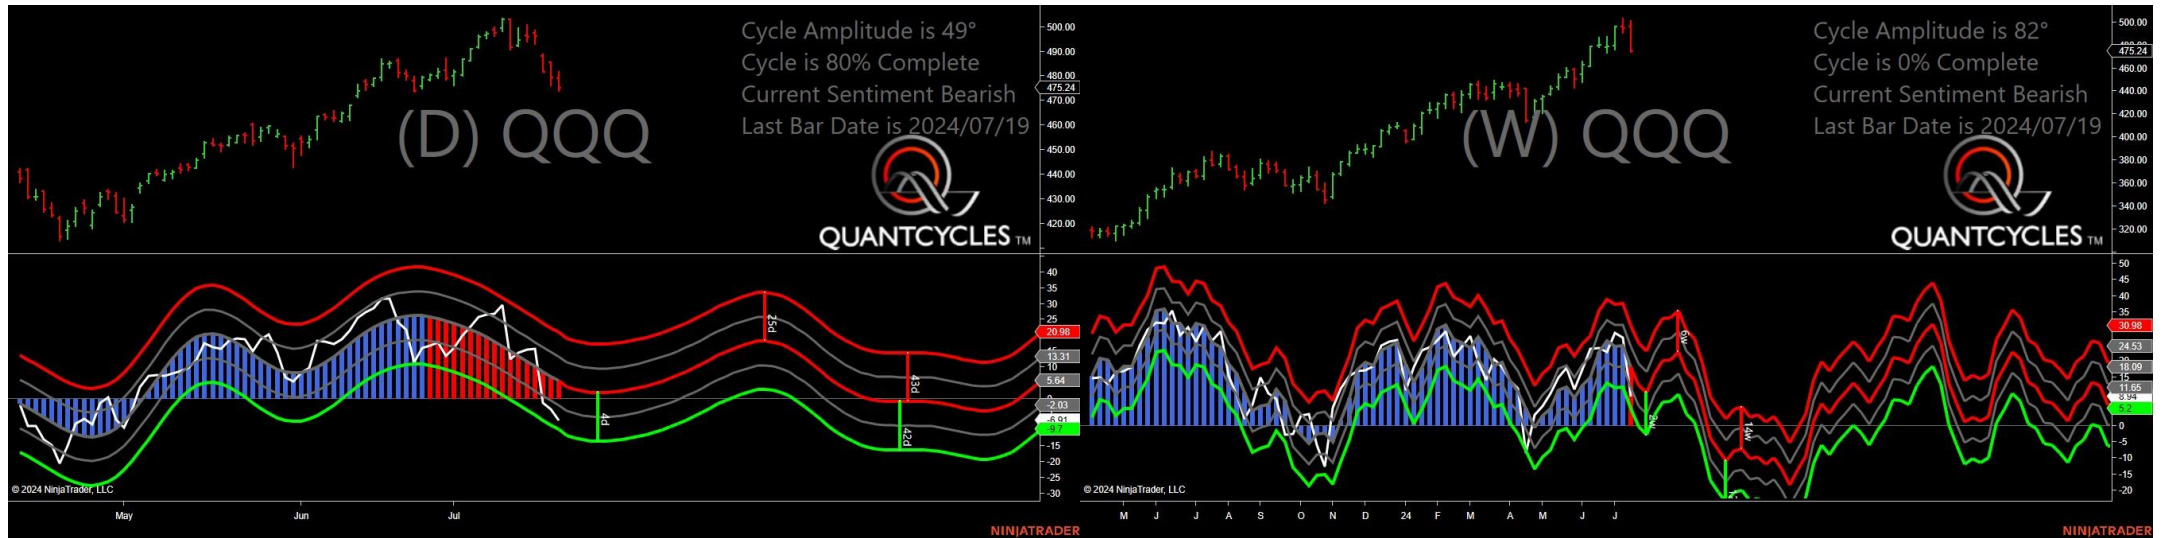 Cycle Amplitude is 49°
Cycle is 80% Complete
Current Sentiment Bearish
Last Bar Date is 2024/07/19
(D) QQQ
QUANTCYCLES TM
500.00
490.00
480.00
475.24
470.00
460.00
450.00
440.00
430.00
420.00
40
35
30
25
20.98
13.31
5.64
-2.03
-6.91
-9.7
-15
-20
-25
-30
4d
25d
43d
42d
© 2024 NinjaTrader, LLC
May Jun Jul
NINJATRADER
Cycle Amplitude is 82°
Cycle is 0% Complete
Current Sentiment Bearish
Last Bar Date is 2024/07/19
(W) QQQ
QUANTCYCLES TM
500.00
475.24
460.00
440.00
420.00
400.00
380.00
360.00
340.00
320.00
50
45
40
35
30.98
24.53
18.09
15
11.65
8.94
5.2
0
-5
-10
-15
-20
6w
2w
14w
© 2024 NinjaTrader, LLC
M J J A S O N D 24 F M A M J J
NINJATRADER